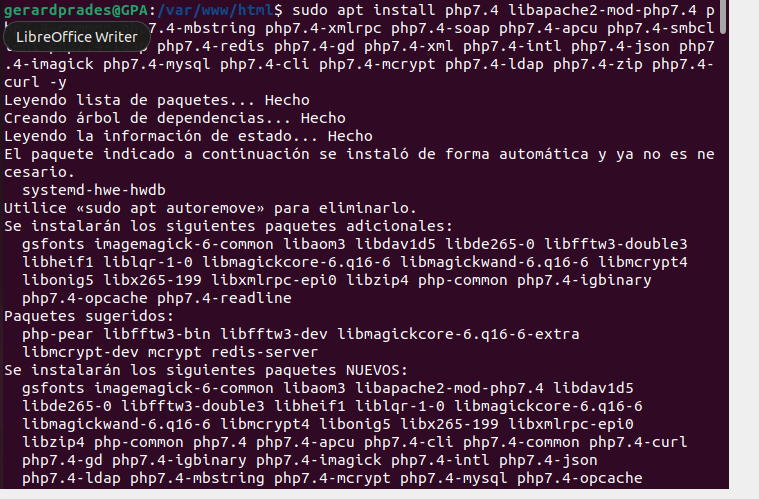 gerardprades@GPA:/var/www/html$ sudo apt install php7.4 libapache2-mod-php7.4 p
7.4-mbstring php7.4-xmlrpc php7.4-soap php7.4-apcu php7.4-smbcl
LibreOffice Writer
php7.4-redis php7.4-gd php7.4-xml php7.4-intl php7.4-json php7
.4-imagick php7.4-mysql php7.4-cli php7.4-mcrypt php7.4-ldap php7.4-zip php7.4-
curl -y
Leyendo lista de paquetes... Hecho
Creando árbol de dependencias... Hecho
Leyendo la información de estado... Hecho
El paquete indicado a continuación se instaló de forma automática y ya no es ne
cesario.
systemd-hwe-hwdb
Utilice «sudo apt autoremove» para eliminarlo.
Se instalarán los siguientes paquetes adicionales:
gsfonts imagemagick-6-common libaom3 libdav1d5 libde265-0 libfftw3-double3
libheif1 liblqr-1-0 libmagickcore-6.q16-6 libmagickwand-6.q16-6 libmcrypt4
libonig5 libx265-199 libxmlrpc-epi0 libzip4 php-common php7.4-igbinary
php7.4-opcache php7.4-readline
Paquetes sugeridos:
php-pear libfftw3-bin libfftw3-dev libmagickcore-6.q16-6-extra
libmcrypt-dev mcrypt redis-server
Se instalarán los siguientes paquetes NUEVOS:
gsfonts imagemagick-6-common libaom3 libapache2-mod-php7.4 libdav1d5
libde265-0 libfftw3-double3 libheif1 liblqr-1-0 libmagickcore-6.q16-6
libmagickwand-6.q16-6 libmcrypt4 libonig5 libx265-199 libxmlrpc-epi0
libzip4 php-common php7.4 php7.4-apcu php7.4-cli php7.4-common php7.4-curl
php7.4-gd php7.4-igbinary php7.4-imagick php7.4-intl php7.4-json
php7.4-ldap php7.4-mbstring php7.4-mcrypt php7.4-mysql php7.4-opcache